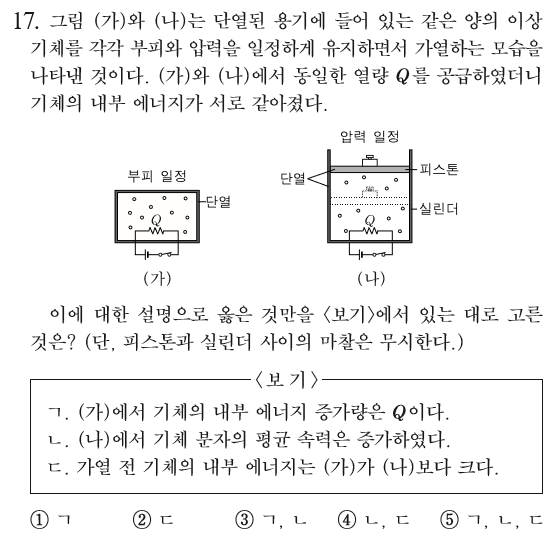 17. 그림 (가)와 (나)는 단열된 용기에 들어 있는 같은 양의 이상
기체를 각각 부피와 압력을 일정하게 유지하면서 가열하는 모습을
나타낸 것이다. (가)와 (나)에서 동일한 열량 Q를 공급하였더니
기체의 내부 에너지가 서로 같아졌다.
압력 일정
부피 일정
단열
피스톤
단열
실린더
Q
Q
(가)
(나)
이에 대한 설명으로 옳은 것만을 〈보기〉에서 있는 대로 고른
것은? (단, 피스톤과 실린더 사이의 마찰은 무시한다.)
〈보 기〉
ㄱ. (가)에서 기체의 내부 에너지 증가량은 Q이다.
ㄴ. (나)에서 기체 분자의 평균 속력은 증가하였다.
ㄷ. 가열 전 기체의 내부 에너지는 (가)가 (나)보다 크다.
① ㄱ ② ㄷ ③ ㄱ, ㄴ ④ ㄴ, ㄷ ⑤ ㄱ, ㄴ, ㄷ